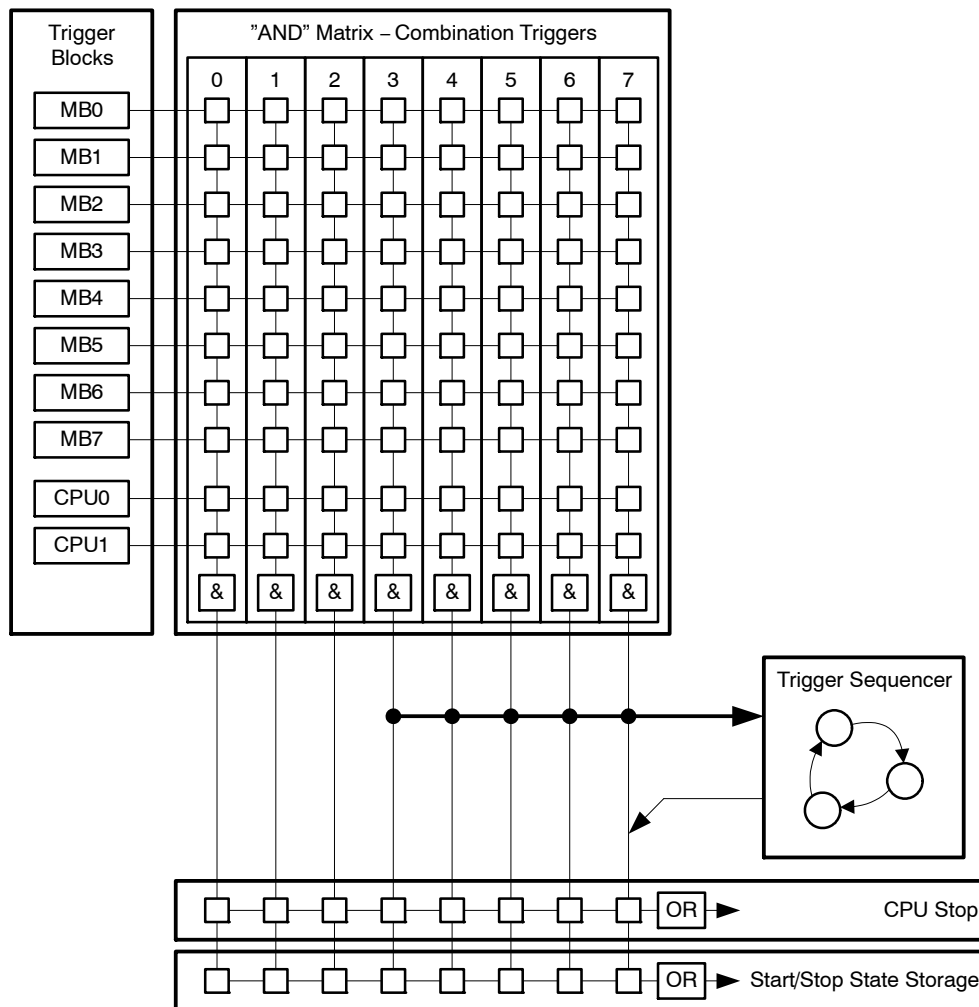 Trigger
Blocks
MB0
MB1
MB2
MB3
MB4
MB5
MB6
MB7
CPU0
CPU1
”AND” Matrix – Combination Triggers
0 1 2 3 4 5 6 7
& & & & & & & &
Trigger Sequencer
OR CPU Stop
OR Start/Stop State Storage